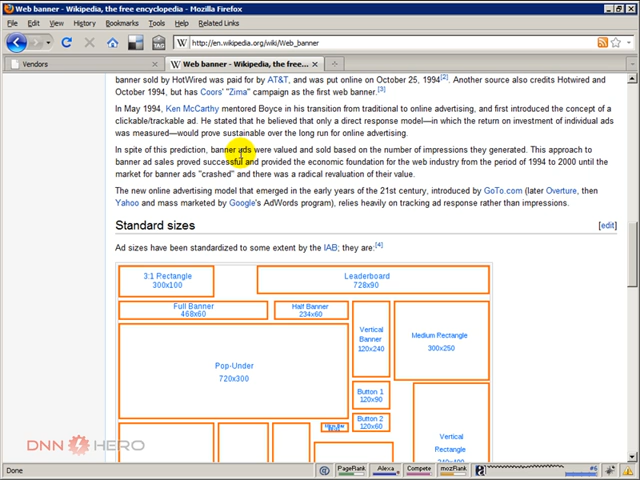 Web banner - Wikipedia, the free encyclopedia - Mozilla Firefox
File Edit View History Bookmarks Tools Help Related Links
http://en.wikipedia.org/wiki/Web_banner
Vendors
Web banner - Wikipedia, the free...
banner sold by HotWired was paid for by AT&T, and was put online on October 25, 1994[2]. Another source also credits Hotwired and
October 1994, but has Coors' "Zima" campaign as the first web banner.[3]
In May 1994, Ken McCarthy mentored Boyce in his transition from traditional to online advertising, and first introduced the concept of a
clickable/trackable ad. He stated that he believed that only a direct response model—in which the return on investment of individual ads
was measured—would prove sustainable over the long run for online advertising.
In spite of this prediction, banner ads were valued and sold based on the number of impressions they generated. This approach to
banner ad sales proved successful and provided the economic foundation for the web industry from the period of 1994 to 2000 until the
market for banner ads "crashed" and there was a radical revaluation of their value.
The new online advertising model that emerged in the early years of the 21st century, introduced by GoTo.com (later Overture, then
Yahoo and mass marketed by Google's AdWords program), relies heavily on tracking ad response rather than impressions.
Standard sizes [edit]
Ad sizes have been standardized to some extent by the IAB; they are:[4]
3:1 Rectangle
300x100
Leaderboard
728x90
Full Banner
468x60
Half Banner
234x60
Vertical
Banner
120x240
Medium Rectangle
300x250
Pop-Under
720x300
Button 1
120x90
Button 2
120x60
Vertical
Rectangle
DNN HERO
Done
PageRank
Alexa
Compete
mozRank
#6